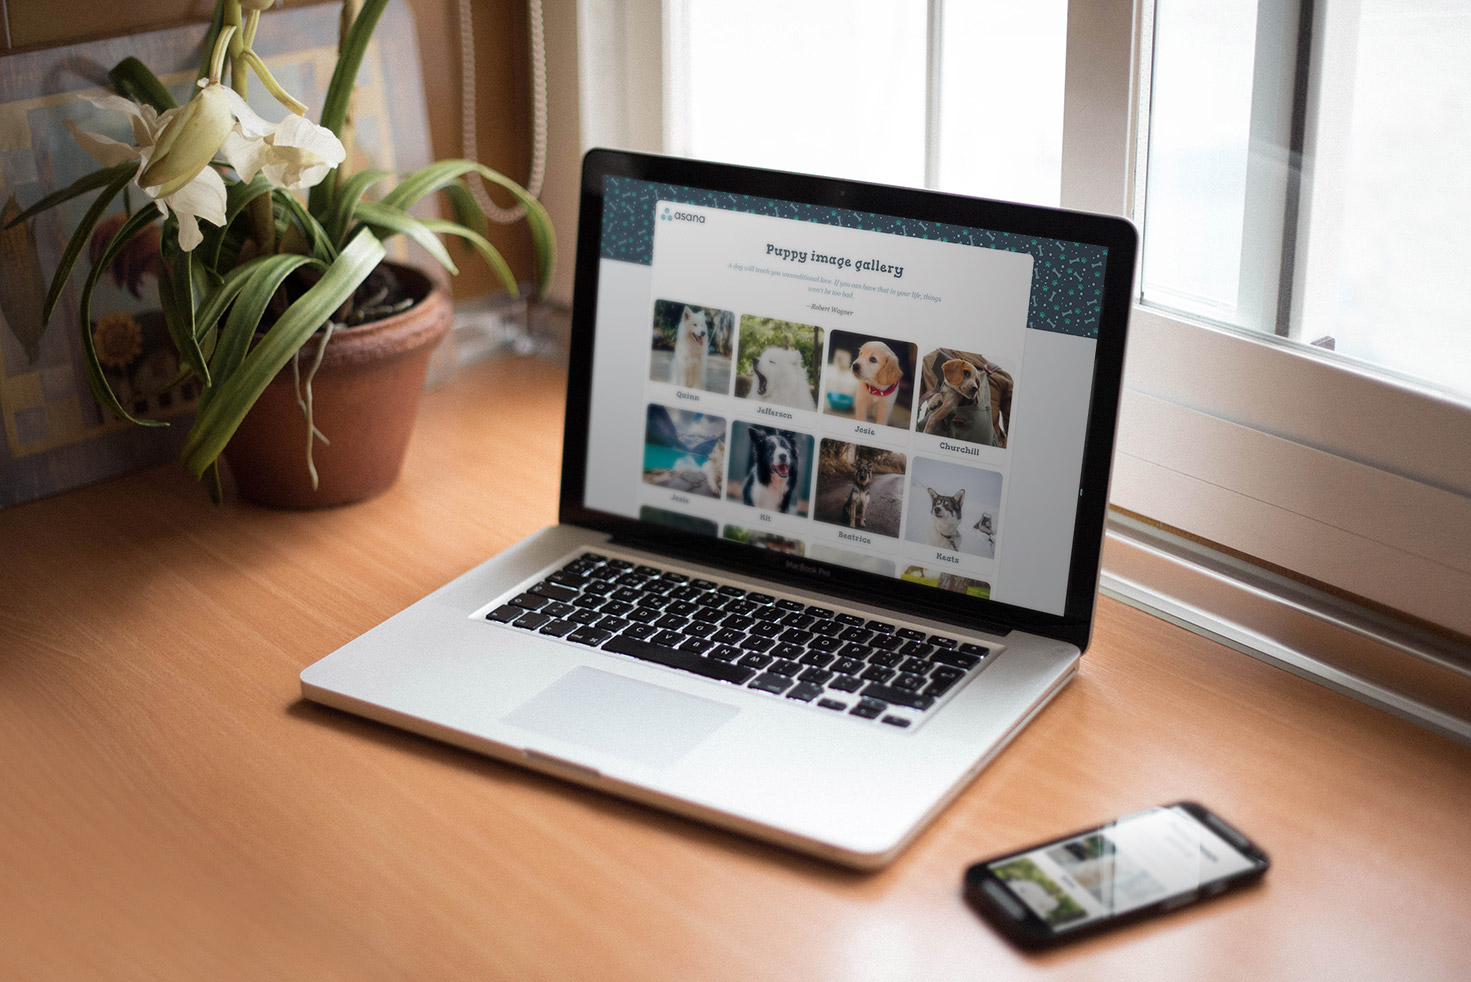 asana
Puppy image gallery
A dog will teach you unconditional love. If you can have that in your life, things
won't be too bad.
—Robert Wagner
Quinn
Jefferson
Josie
Churchill
Josie
Kit
Beatrice
Keats
MacBook Pro